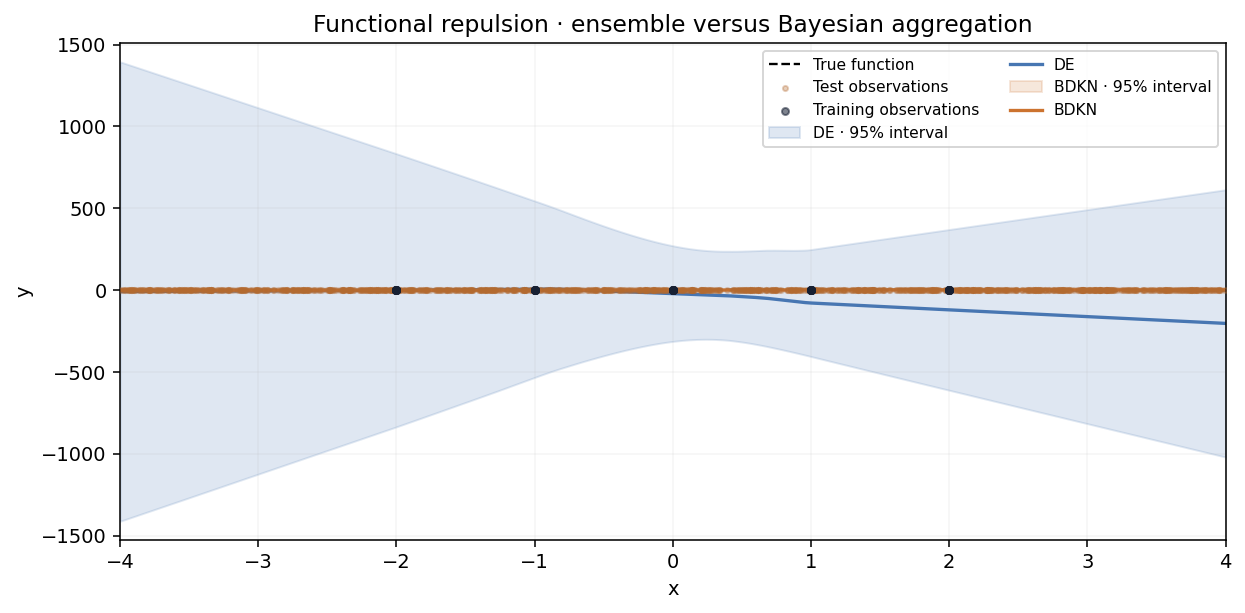 Functional repulsion · ensemble versus Bayesian aggregation
1500
1000
500
0
−500
−1000
−1500
y
True function
Test observations
Training observations
DE · 95% interval
DE
BDKN · 95% interval
BDKN
−4
−3
−2
−1
0
1
2
3
4
x